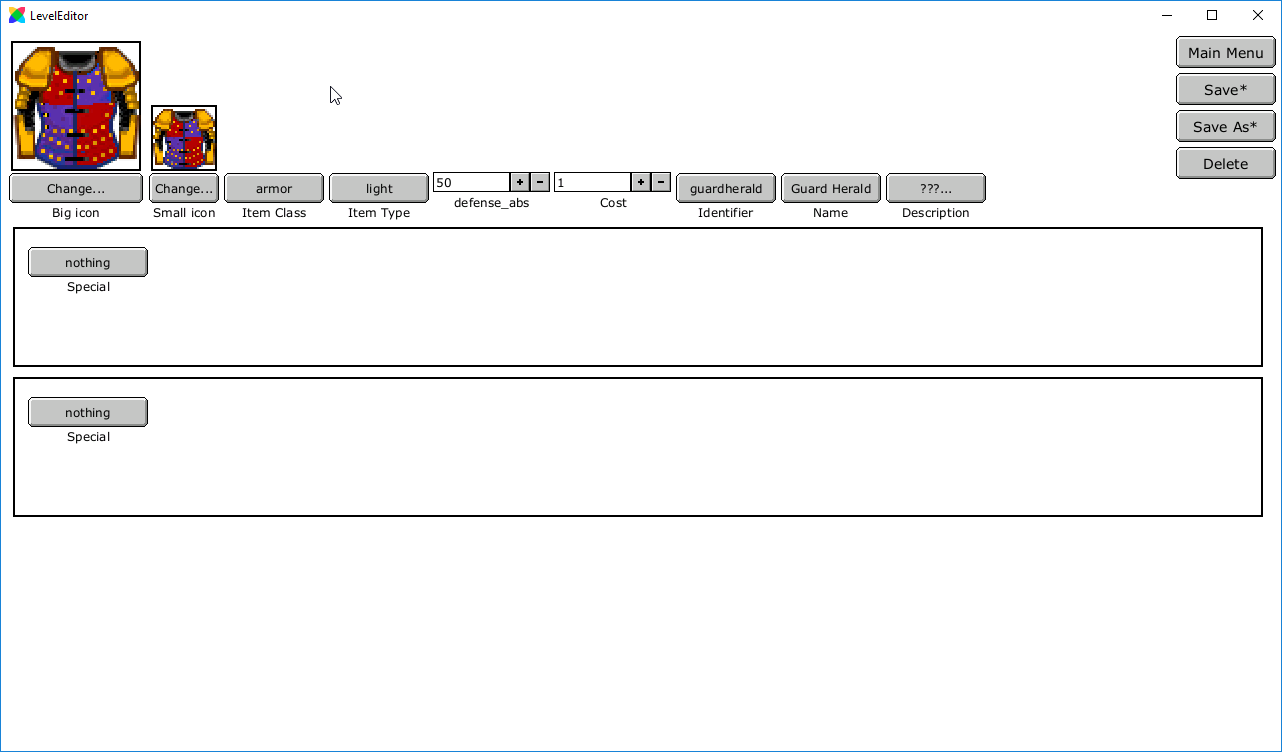 LevelEditor
Main Menu
Save*
Save As*
Delete
Change...
Big icon
Change...
Small icon
armor
Item Class
light
Item Type
50 + -
defense_abs
1 + -
Cost
guardherald
Identifier
Guard Herald
Name
???...
Description
nothing
Special
nothing
Special